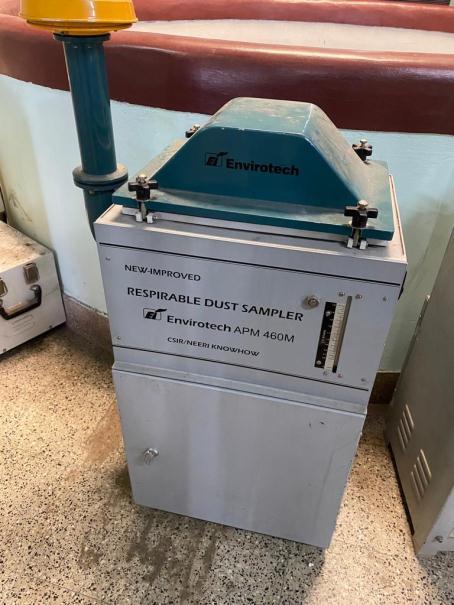 Envirotech
NEW-IMPROVED
RESPIRABLE DUST SAMPLER
Envirotech APM 460M
CSIR/NEERI KNOWHOW